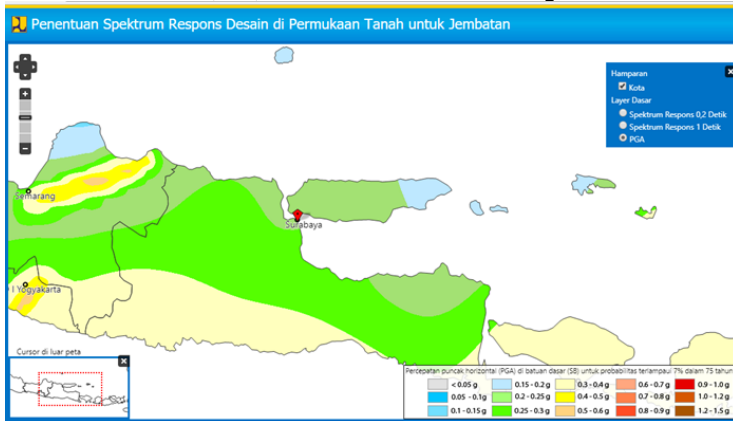 Penentuan Spektrum Respons Desain di Permukaan Tanah untuk Jembatan
Hamparan
Kota
Layer Dasar
Spektrum Respons 0,2 Detik
Spektrum Respons 1 Detik
PGA
Semarang
Surabaya
D I Yogyakarta
Cursor di luar peta
Percepatan puncak horizontal (PGA) di batuan dasar (SB) untuk probabilitas terlampaui 7% dalam 75 tahun
< 0.05 g 0.15 - 0.2 g 0.3 - 0.4 g 0.6 - 0.7 g 0.9 - 1.0 g
0.05 - 0.1g 0.2 - 0.25 g 0.4 - 0.5 g 0.7 - 0.8 g 1.0 - 1.2 g
0.1 - 0.15 g 0.25 - 0.3 g 0.5 - 0.6 g 0.8 - 0.9 g 1.2 - 1.5 g